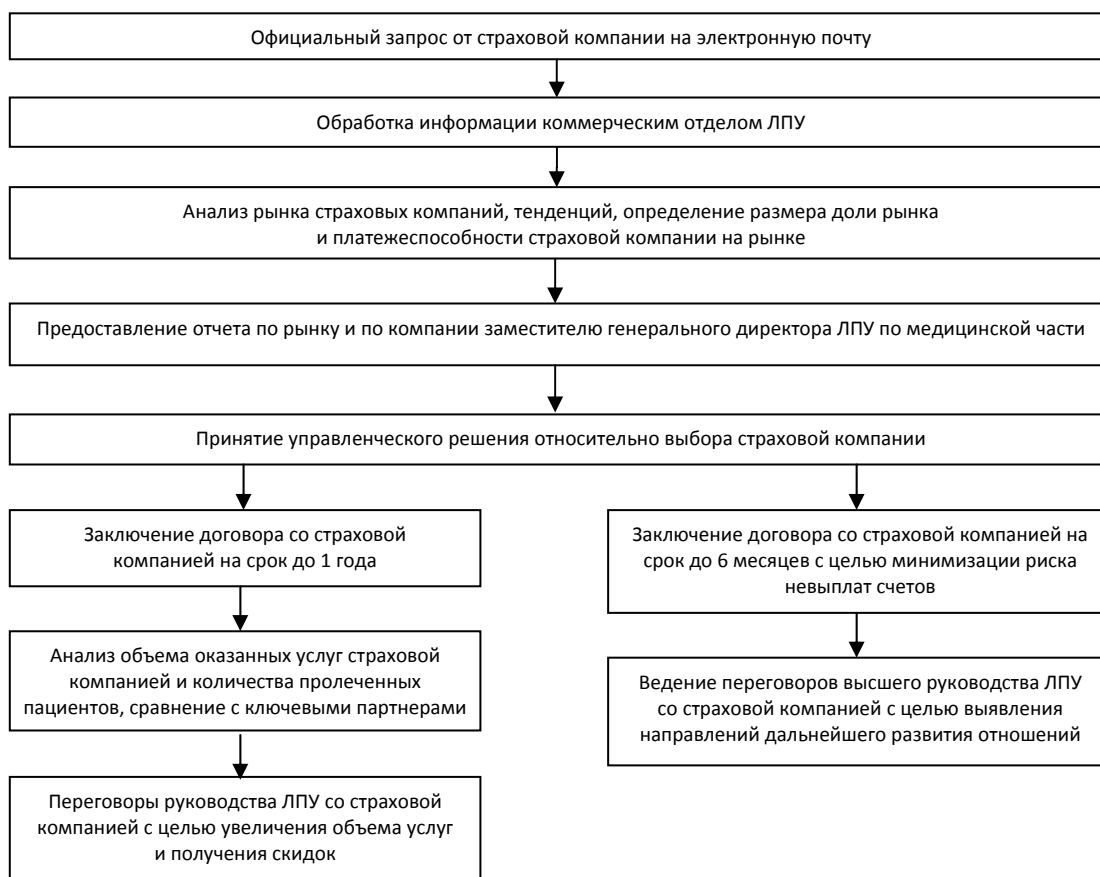 Официальный запрос от страховой компании на электронную почту
Обработка информации коммерческим отделом ЛПУ
Анализ рынка страховых компаний, тенденций, определение размера доли рынка
и платежеспособности страховой компании на рынке
Предоставление отчета по рынку и по компании заместителю генерального директора ЛПУ по медицинской части
Принятие управленческого решения относительно выбора страховой компании
Заключение договора со страховой
компанией на срок до 1 года
Анализ объема оказанных услуг страховой
компанией и количества пролеченных
пациентов, сравнение с ключевыми партнерами
Переговоры руководства ЛПУ со страховой
компанией с целью увеличения объема услуг
и получения скидок
Заключение договора со страховой компанией на
срок до 6 месяцев с целью минимизации риска
невыплат счетов
Ведение переговоров высшего руководства ЛПУ
со страховой компанией с целью выявления
направлений дальнейшего развития отношений